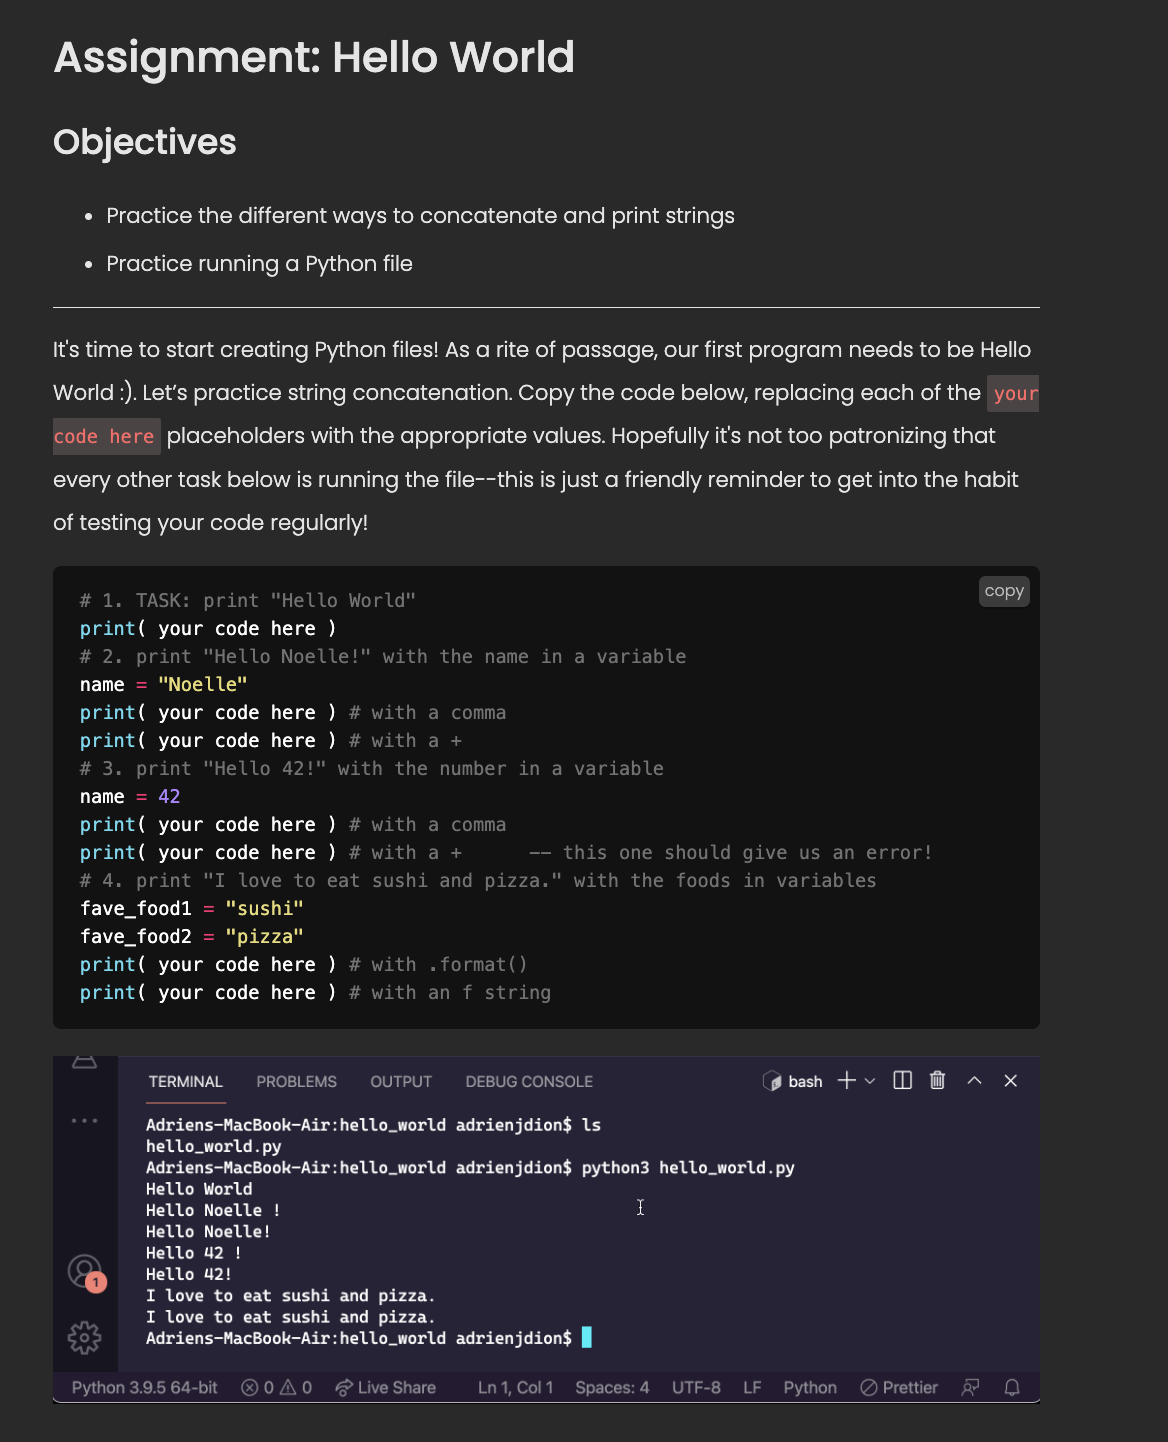 Assignment: Hello World
Objectives
• Practice the different ways to concatenate and print strings
• Practice running a Python file
It's time to start creating Python files! As a rite of passage, our first program needs to be Hello
World :). Let’s practice string concatenation. Copy the code below, replacing each of the your
code here placeholders with the appropriate values. Hopefully it's not too patronizing that
every other task below is running the file--this is just a friendly reminder to get into the habit
of testing your code regularly!
copy
# 1. TASK: print "Hello World"
print( your code here )
# 2. print "Hello Noelle!" with the name in a variable
name = "Noelle"
print( your code here ) # with a comma
print( your code here ) # with a +
# 3. print "Hello 42!" with the number in a variable
name = 42
print( your code here ) # with a comma
print( your code here ) # with a +      -- this one should give us an error!
# 4. print "I love to eat sushi and pizza." with the foods in variables
fave_food1 = "sushi"
fave_food2 = "pizza"
print( your code here ) # with .format()
print( your code here ) # with an f string
TERMINAL PROBLEMS OUTPUT DEBUG CONSOLE bash
Adriens-MacBook-Air:hello_world adrienjdion$ ls
hello_world.py
Adriens-MacBook-Air:hello_world adrienjdion$ python3 hello_world.py
Hello World
Hello Noelle !
Hello Noelle!
Hello 42 !
Hello 42!
I love to eat sushi and pizza.
I love to eat sushi and pizza.
Adriens-MacBook-Air:hello_world adrienjdion$
1
Python 3.9.5 64-bit 0 0 Live Share Ln 1, Col 1 Spaces: 4 UTF-8 LF Python Prettier